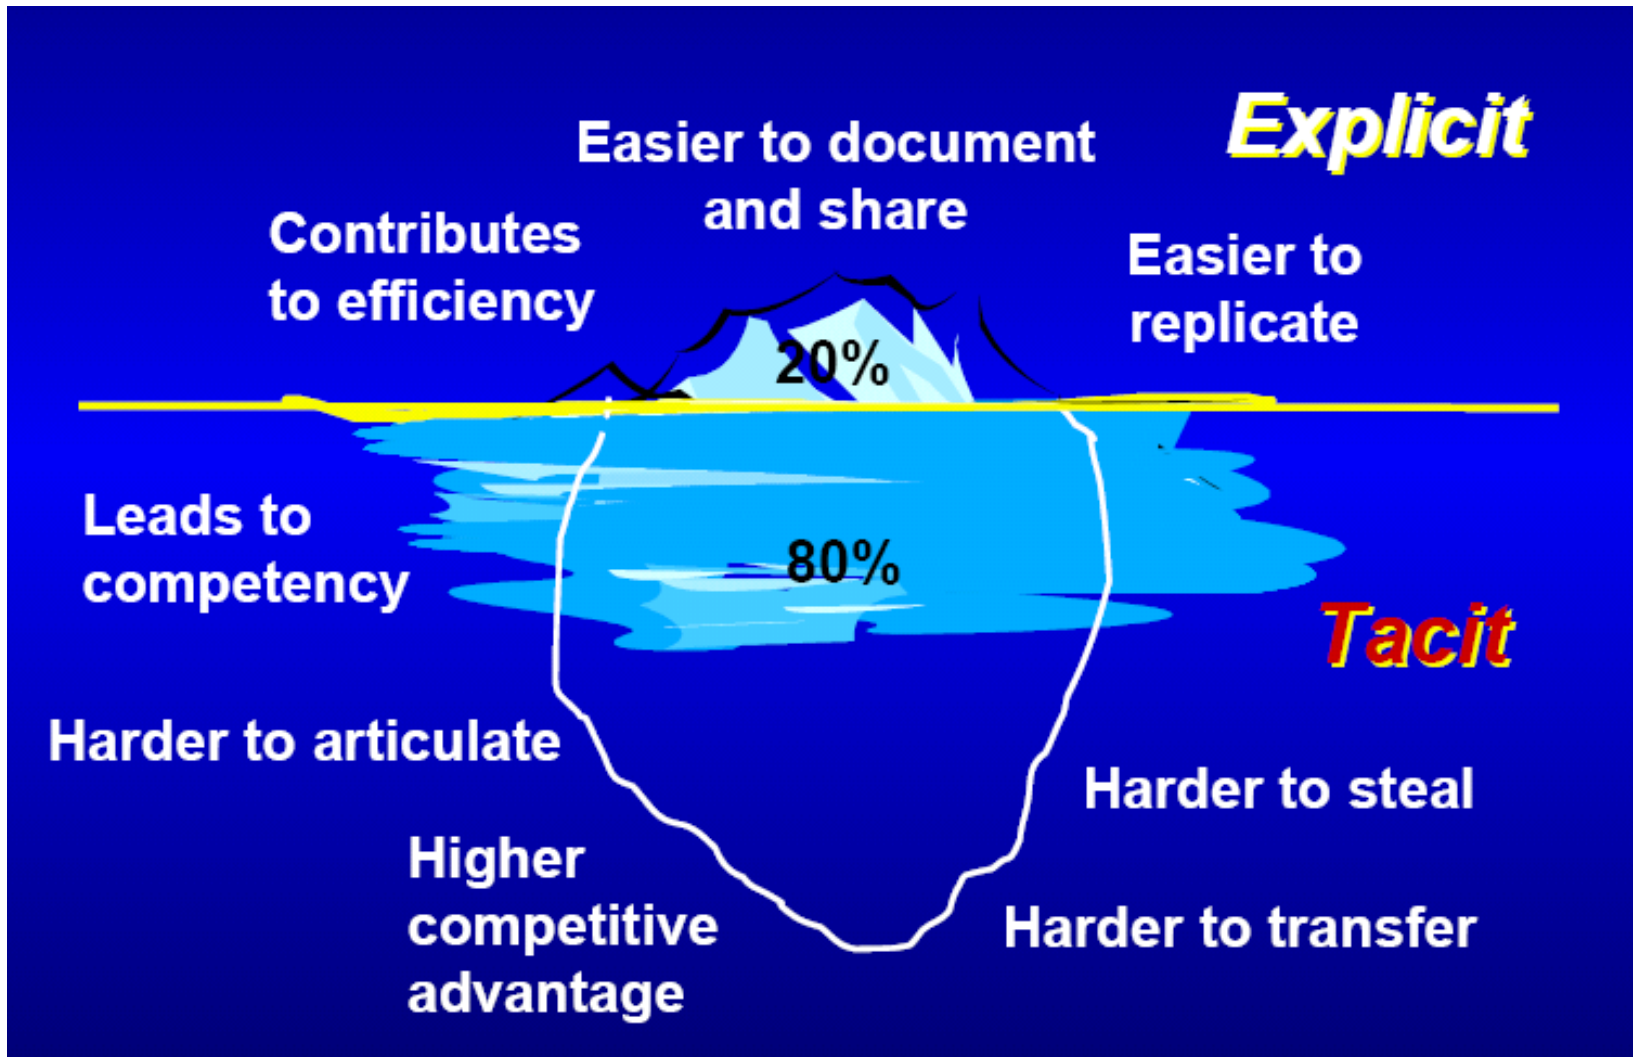 Explicit
Easier to document
and share
Contributes
to efficiency
Easier to
replicate
20%
Leads to
competency
80%
Tacit
Harder to articulate
Harder to steal
Higher
competitive
advantage
Harder to transfer